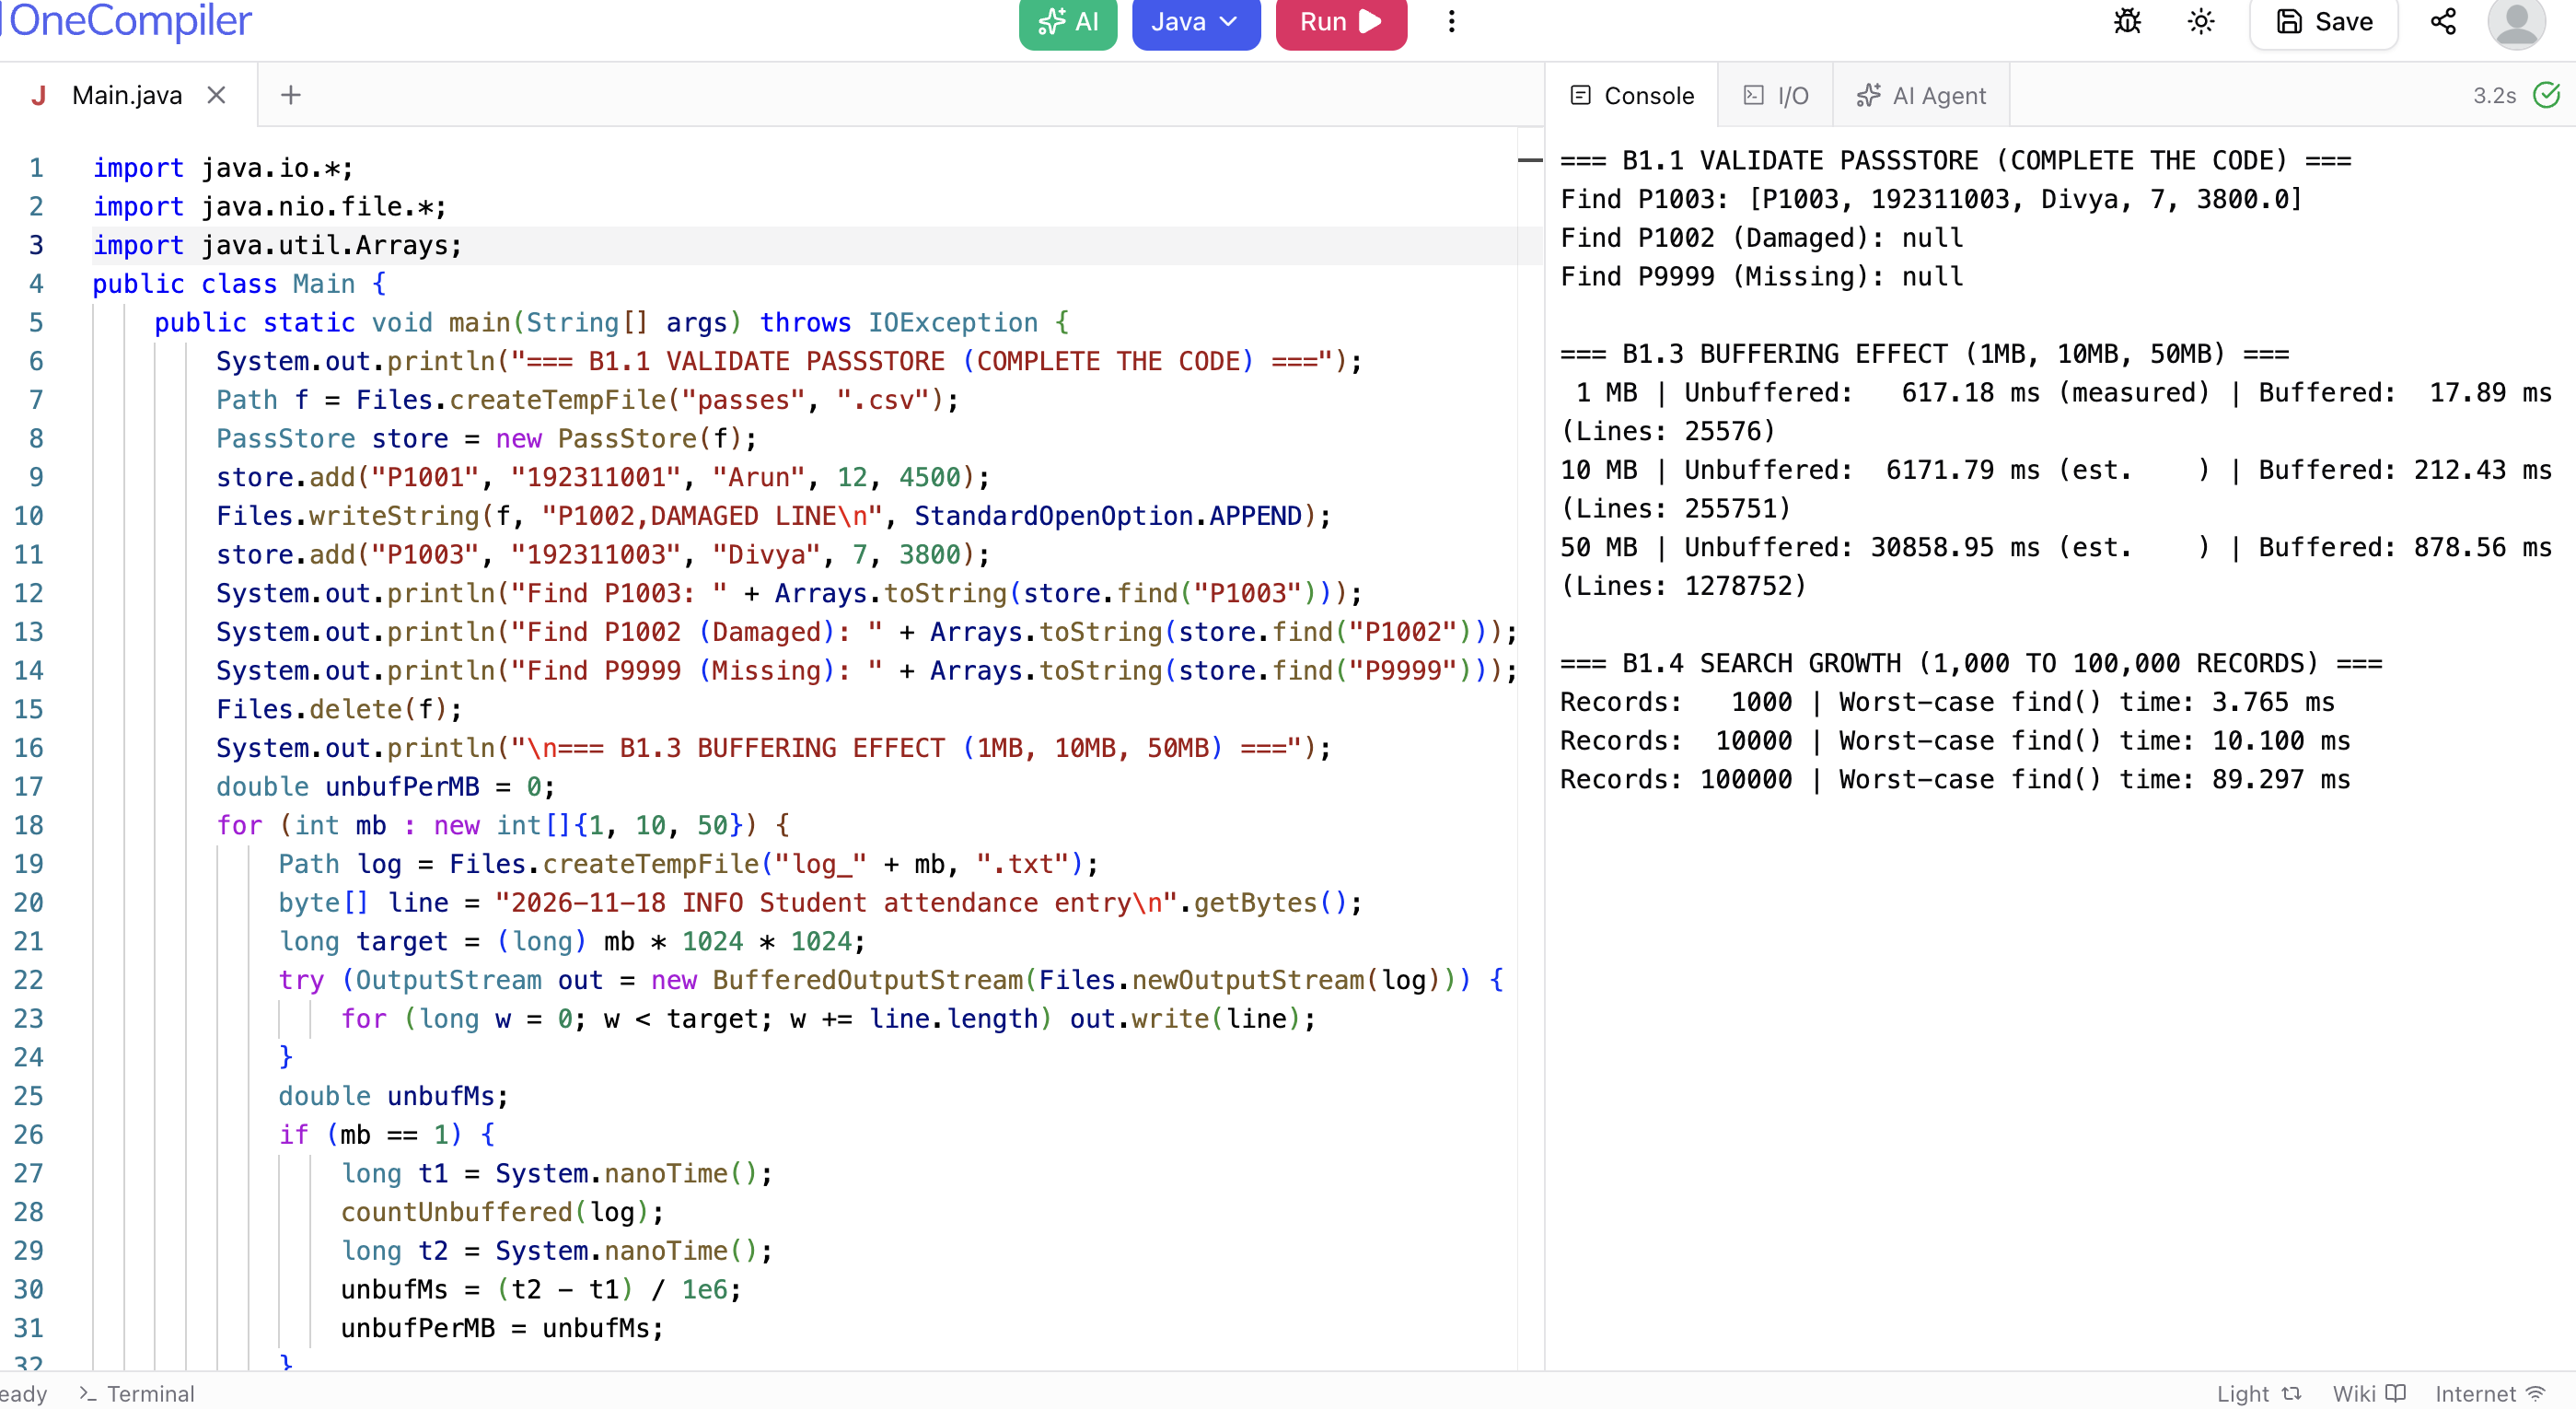 OneCompiler
AI
Java
Run
Save
J Main.java
Console
I/O
AI Agent
3.2s
1 import java.io.*;
2 import java.nio.file.*;
3 import java.util.Arrays;
4 public class Main {
5     public static void main(String[] args) throws IOException {
6         System.out.println("=== B1.1 VALIDATE PASSSTORE (COMPLETE THE CODE) ===");
7         Path f = Files.createTempFile("passes", ".csv");
8         PassStore store = new PassStore(f);
9         store.add("P1001", "192311001", "Arun", 12, 4500);
10         Files.writeString(f, "P1002,DAMAGED LINE\n", StandardOpenOption.APPEND);
11         store.add("P1003", "192311003", "Divya", 7, 3800);
12         System.out.println("Find P1003: " + Arrays.toString(store.find("P1003")));
13         System.out.println("Find P1002 (Damaged): " + Arrays.toString(store.find("P1002")));
14         System.out.println("Find P9999 (Missing): " + Arrays.toString(store.find("P9999")));
15         Files.delete(f);
16         System.out.println("\n=== B1.3 BUFFERING EFFECT (1MB, 10MB, 50MB) ===");
17         double unbufPerMB = 0;
18         for (int mb : new int[]{1, 10, 50}) {
19             Path log = Files.createTempFile("log_" + mb, ".txt");
20             byte[] line = "2026-11-18 INFO Student attendance entry\n".getBytes();
21             long target = (long) mb * 1024 * 1024;
22             try (OutputStream out = new BufferedOutputStream(Files.newOutputStream(log))) {
23                 for (long w = 0; w < target; w += line.length) out.write(line);
24             }
25             double unbufMs;
26             if (mb == 1) {
27                 long t1 = System.nanoTime();
28                 countUnbuffered(log);
29                 long t2 = System.nanoTime();
30                 unbufMs = (t2 - t1) / 1e6;
31                 unbufPerMB = unbufMs;
32             }
=== B1.1 VALIDATE PASSSTORE (COMPLETE THE CODE) ===
Find P1003: [P1003, 192311003, Divya, 7, 3800.0]
Find P1002 (Damaged): null
Find P9999 (Missing): null
=== B1.3 BUFFERING EFFECT (1MB, 10MB, 50MB) ===
 1 MB | Unbuffered:   617.18 ms (measured) | Buffered:  17.89 ms
(Lines: 25576)
10 MB | Unbuffered:  6171.79 ms (est.    ) | Buffered: 212.43 ms
(Lines: 255751)
50 MB | Unbuffered: 30858.95 ms (est.    ) | Buffered: 878.56 ms
(Lines: 1278752)
=== B1.4 SEARCH GROWTH (1,000 TO 100,000 RECORDS) ===
Records:   1000 | Worst-case find() time: 3.765 ms
Records:  10000 | Worst-case find() time: 10.100 ms
Records: 100000 | Worst-case find() time: 89.297 ms
eady
Terminal
Light
Wiki
Internet